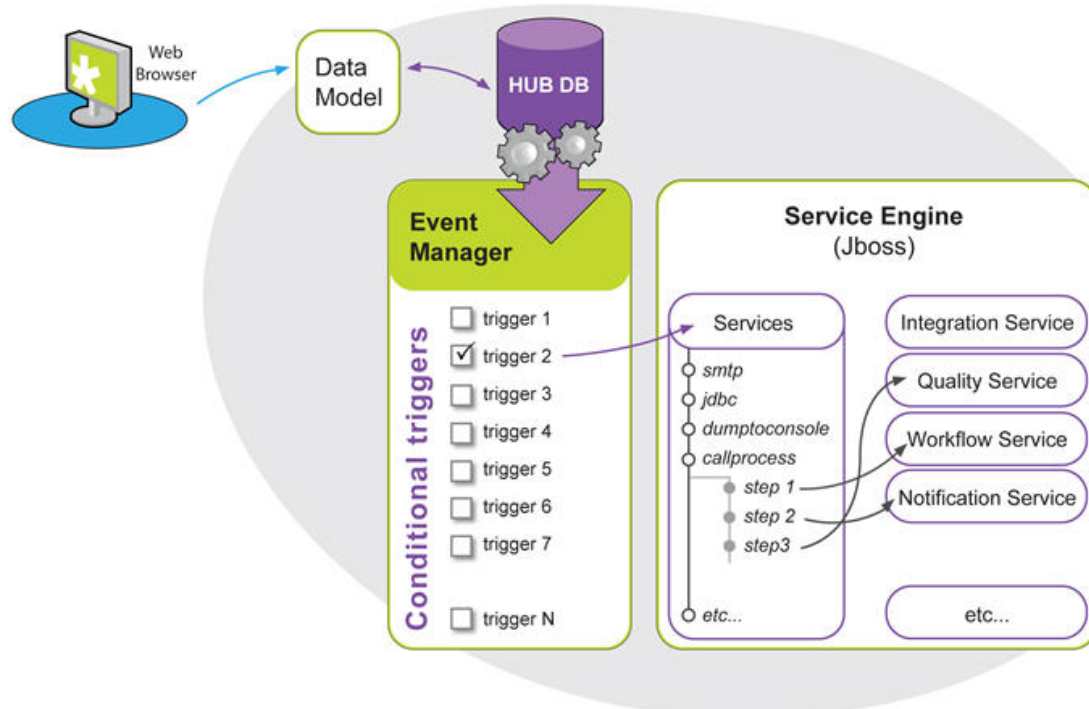 Web
Browser
Data
Model
HUB DB
Event
Manager
Conditional triggers
trigger 1
trigger 2
trigger 3
trigger 4
trigger 5
trigger 6
trigger 7
trigger N
Service Engine
(Jboss)
Services
smtp
jdbc
dumptoconsole
callprocess
step 1
step 2
step3
etc...
Integration Service
Quality Service
Workflow Service
Notification Service
etc...